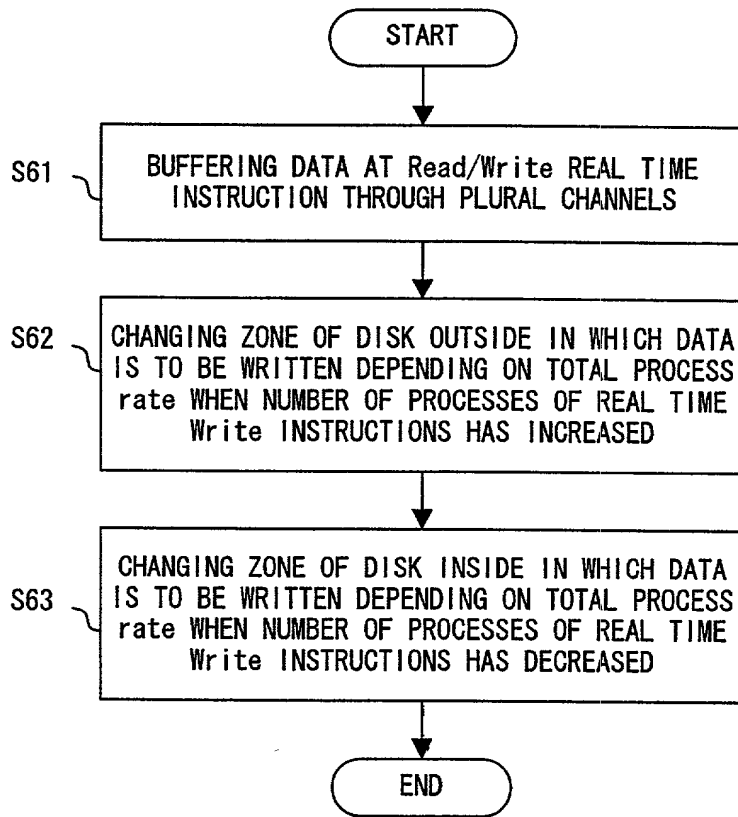 START
S61
BUFFERING DATA AT Read/Write REAL TIME
INSTRUCTION THROUGH PLURAL CHANNELS
S62
CHANGING ZONE OF DISK OUTSIDE IN WHICH DATA
IS TO BE WRITTEN DEPENDING ON TOTAL PROCESS
rate WHEN NUMBER OF PROCESSES OF REAL TIME
Write INSTRUCTIONS HAS INCREASED
S63
CHANGING ZONE OF DISK INSIDE IN WHICH DATA
IS TO BE WRITTEN DEPENDING ON TOTAL PROCESS
rate WHEN NUMBER OF PROCESSES OF REAL TIME
Write INSTRUCTIONS HAS DECREASED
END